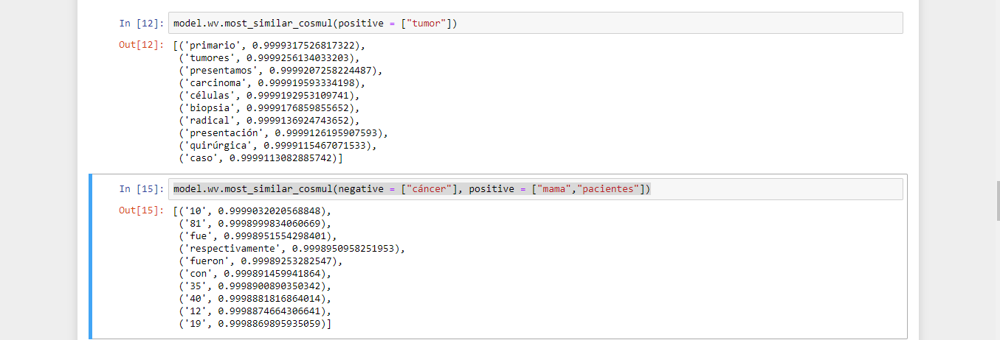 In [12]: model.wv.most_similar_cosmul(positive = ["tumor"])
Out[12]: [('primario', 0.9999317526817322),
('tumores', 0.9999256134033203),
('presentamos', 0.9999207258224487),
('carcinoma', 0.999919593334198),
('células', 0.9999192953109741),
('biopsia', 0.9999176859855652),
('radical', 0.9999136924743652),
('presentación', 0.9999126195907593),
('quirúrgica', 0.9999115467071533),
('caso', 0.9999113082885742)]
In [15]: model.wv.most_similar_cosmul(negative = ["cáncer"], positive = ["mama","pacientes"])
Out[15]: [('10', 0.9999032020568848),
('81', 0.9998999834060669),
('fue', 0.9998951554298401),
('respectivamente', 0.9998950958251953),
('fueron', 0.99989253282547),
('con', 0.999891459941864),
('35', 0.9998900890350342),
('40', 0.9998881816864014),
('12', 0.9998874664306641),
('19', 0.9998869895935059)]